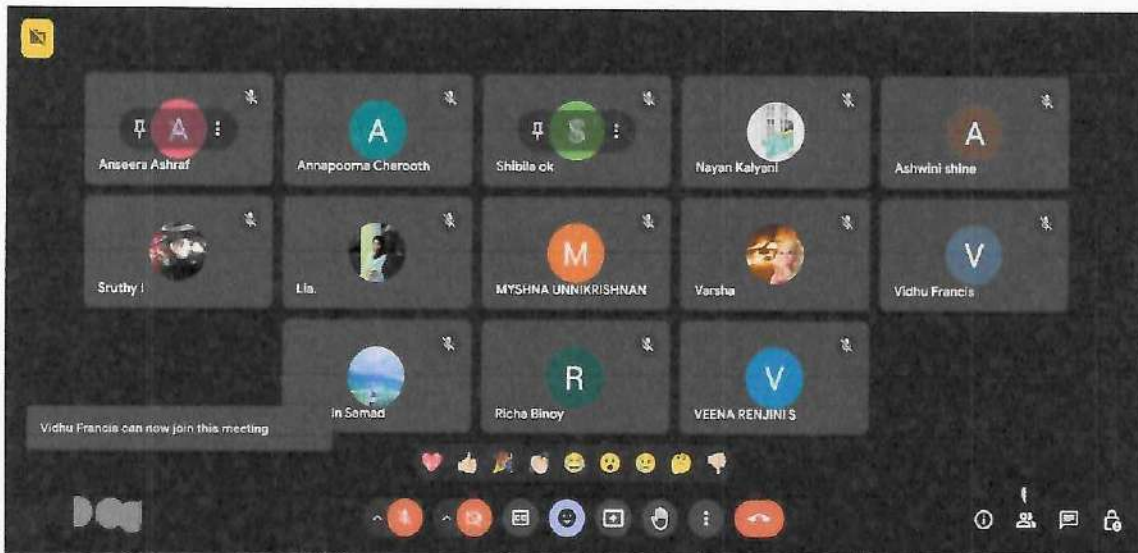 A A S A
Anseera Ashraf Annapoorna Cherooth Shibila ok Nayan Kalyani Ashwini shine
M V
Sruthy I Lia. MYSHNA UNNIKRISHNAN Varsha Vidhu Francis
R V
in Samad Richa Binoy VEENA RENJINI S
Vidhu Francis can now join this meeting
CC